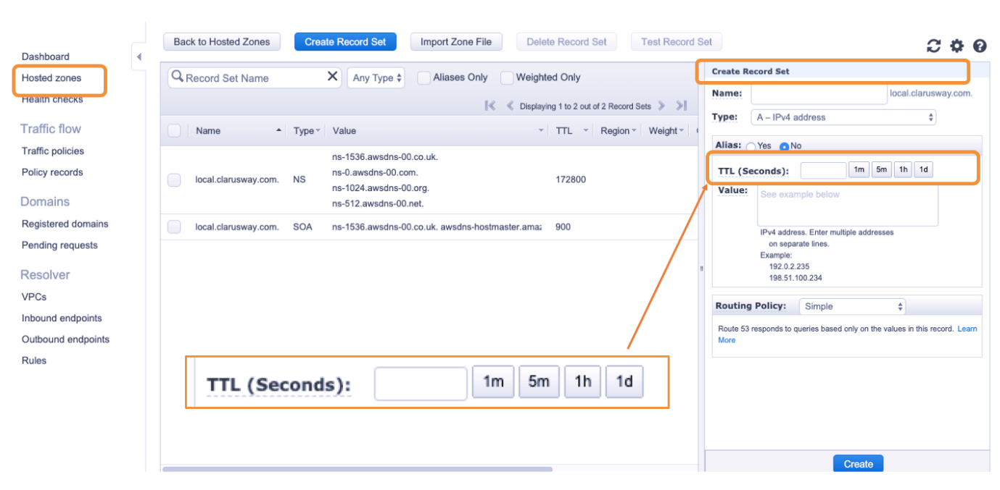 Back to Hosted Zones
Create Record Set
Import Zone File
Delete Record Set
Test Record Set
Dashboard
Hosted zones
Health checks
Traffic flow
Traffic policies
Policy records
Domains
Registered domains
Pending requests
Resolver
VPCs
Inbound endpoints
Outbound endpoints
Rules
Record Set Name
Any Type
Aliases Only
Weighted Only
Displaying 1 to 2 out of 2 Record Sets
Name Type Value TTL Region Weight
local.clarusway.com. NS
ns-1536.awsdns-00.co.uk.
ns-0.awsdns-00.com.
ns-1024.awsdns-00.org.
ns-512.awsdns-00.net.
172800
local.clarusway.com. SOA ns-1536.awsdns-00.co.uk. awsdns-hostmaster.ama 900
TTL (Seconds): 1m 5m 1h 1d
Create Record Set
Name: local.clarusway.com.
Type: A – IPv4 address
Alias: Yes No
TTL (Seconds): 1m 5m 1h 1d
Value: See example below
IPv4 address. Enter multiple addresses
on separate lines.
Example:
192.0.2.235
198.51.100.234
Routing Policy: Simple
Route 53 responds to queries based only on the values in this record. Learn
More
Create